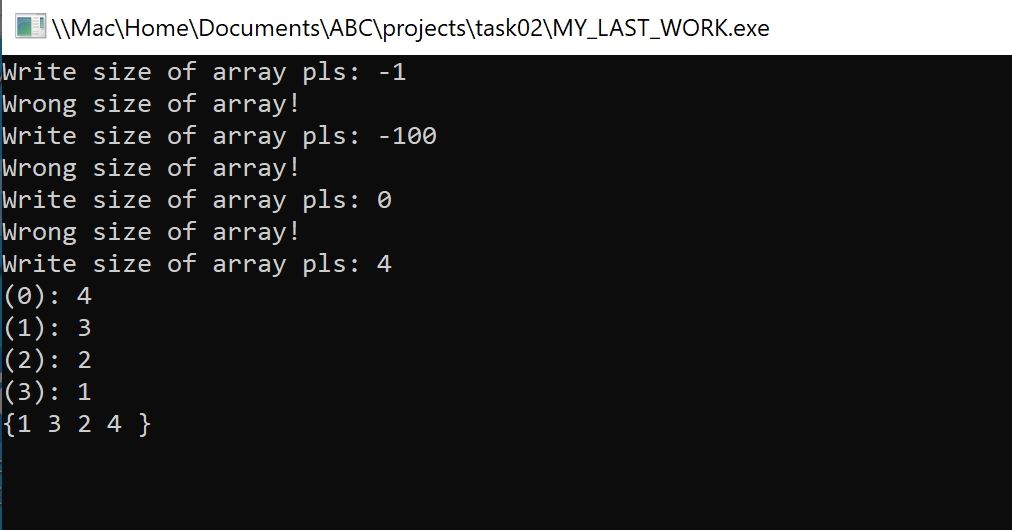 \\Mac\Home\Documents\ABC\projects\task02\MY_LAST_WORK.exe
Write size of array pls: -1
Wrong size of array!
Write size of array pls: -100
Wrong size of array!
Write size of array pls: 0
Wrong size of array!
Write size of array pls: 4
(0): 4
(1): 3
(2): 2
(3): 1
{1 3 2 4 }